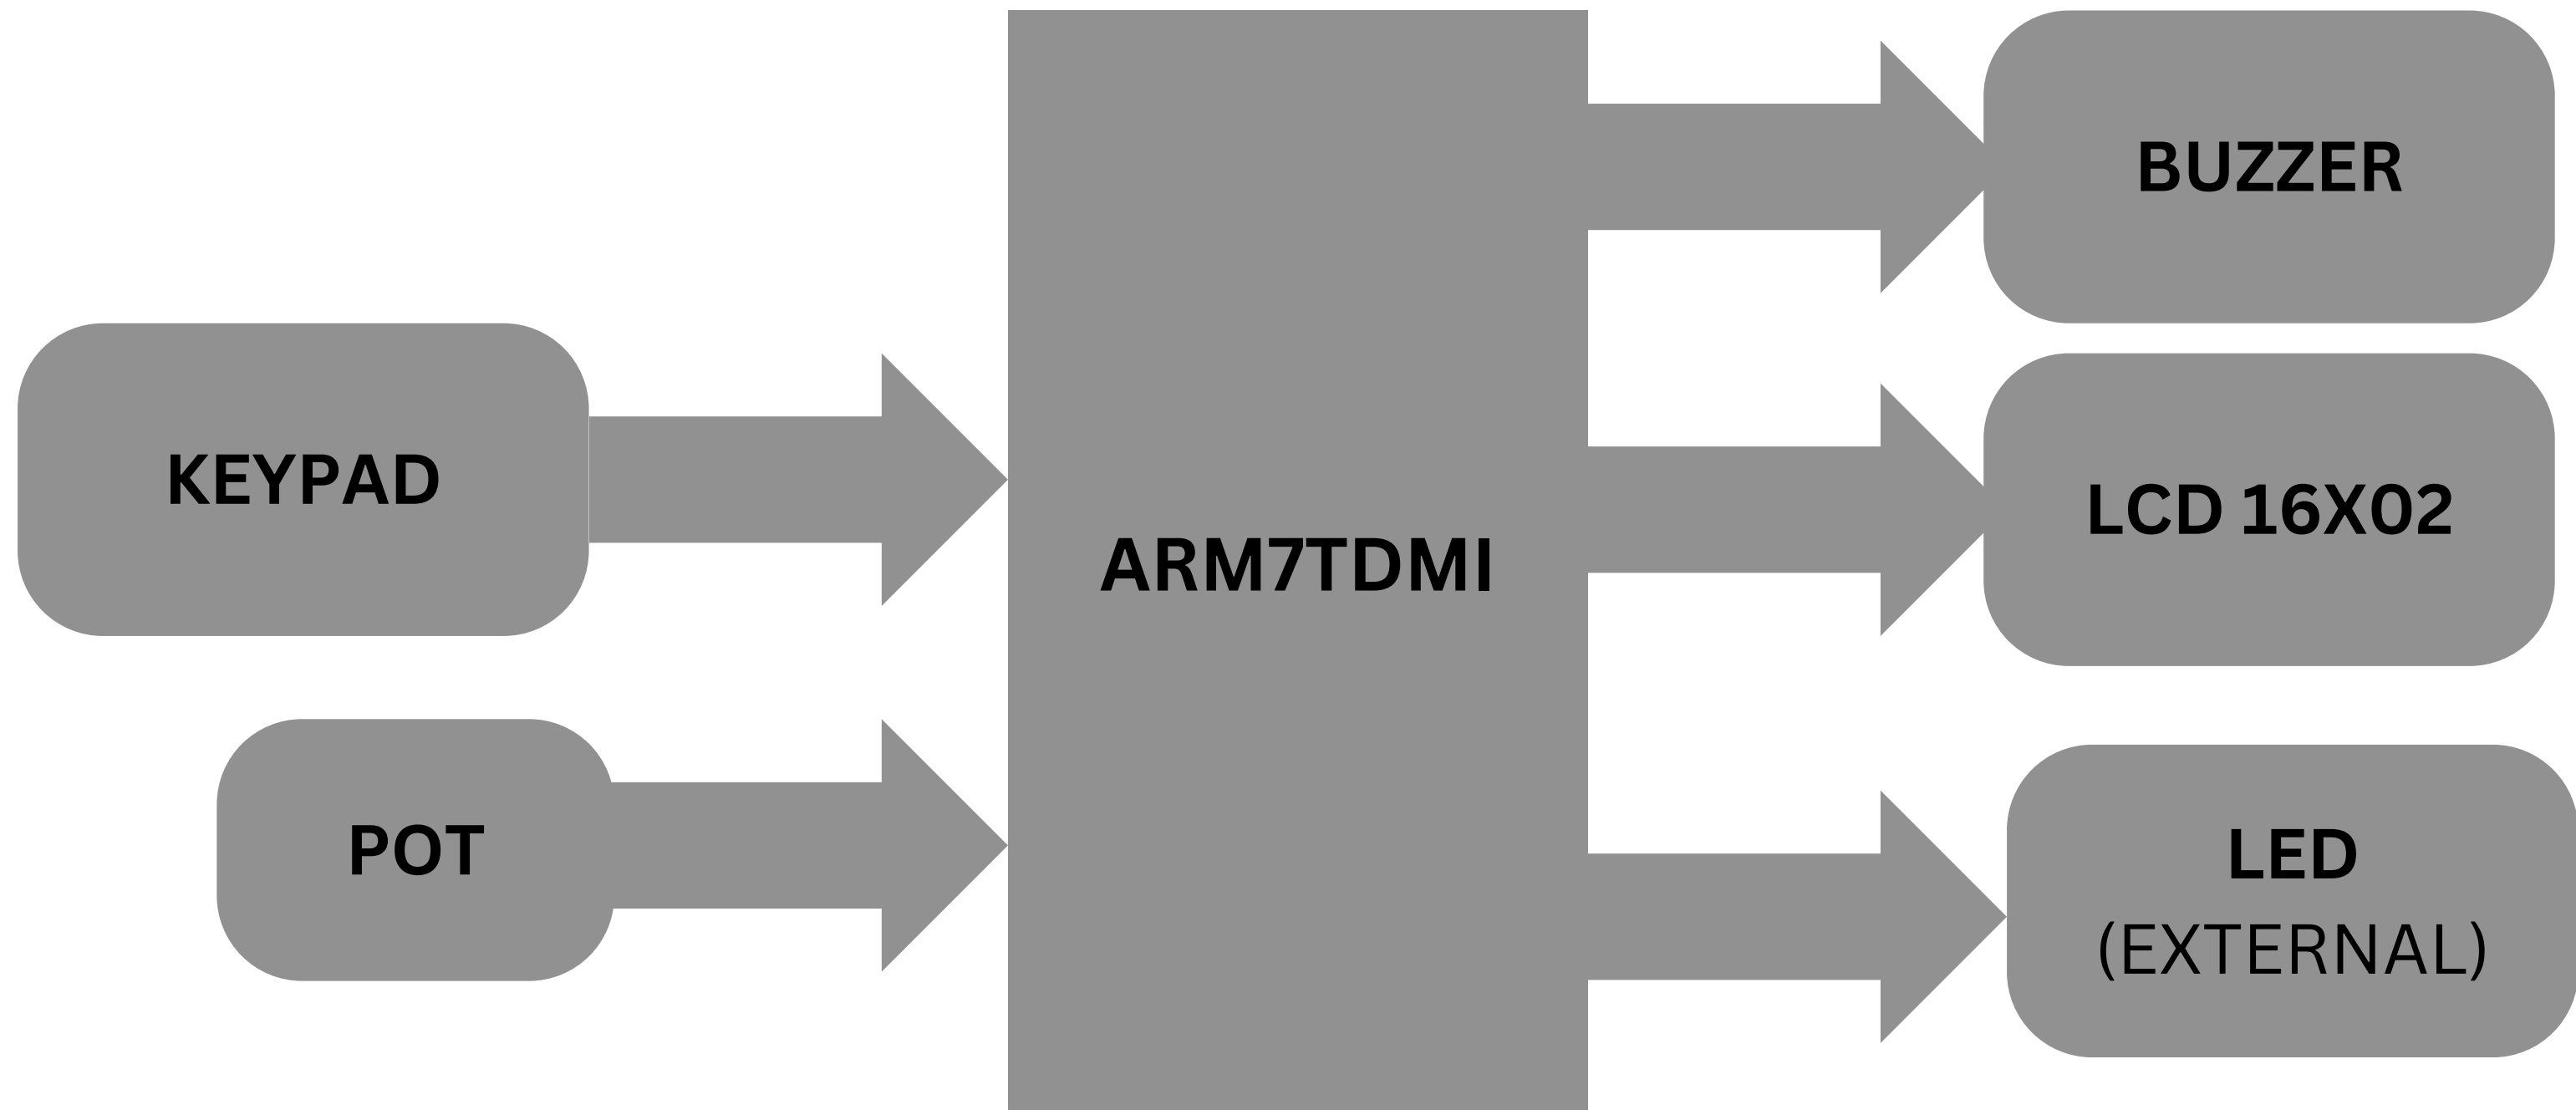 BUZZER
KEYPAD
LCD 16X02
ARM7TDMI
POT
LED
(EXTERNAL)